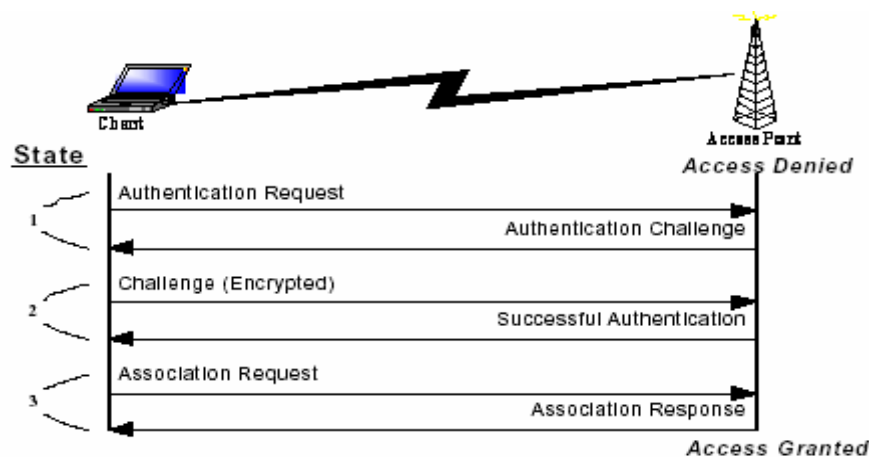 Client
Access Point
State
Access Denied
1
Authentication Request
Authentication Challenge
2
Challenge (Encrypted)
Successful Authentication
3
Association Request
Association Response
Access Granted